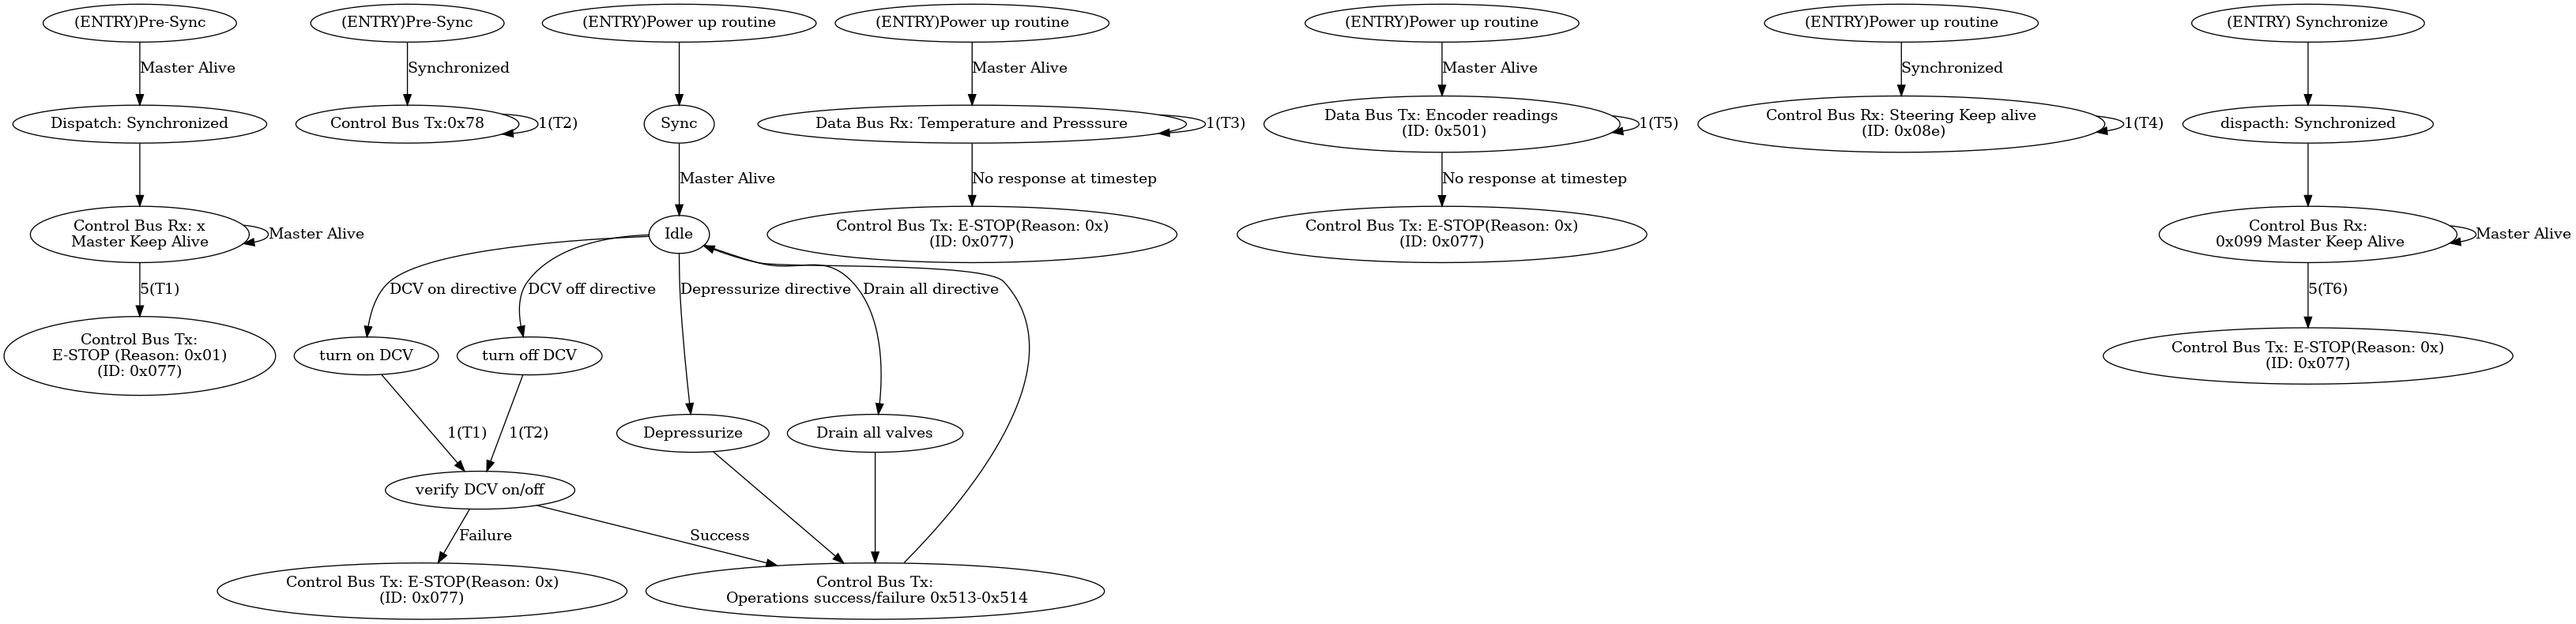 (ENTRY)Pre-Sync
Master Alive
Dispatch: Synchronized
Control Bus Rx: x
Master Keep Alive
Master Alive
5(T1)
Control Bus Tx:
E-STOP (Reason: 0x01)
(ID: 0x077)
(ENTRY)Pre-Sync
Synchronized
Control Bus Tx:0x78
1(T2)
(ENTRY)Power up routine
Sync
Master Alive
Idle
DCV on directive
DCV off directive
Depressurize directive
Drain all directive
turn on DCV
turn off DCV
1(T1)
1(T2)
Depressurize
Drain all valves
verify DCV on/off
Failure
Success
Control Bus Tx: E-STOP(Reason: 0x)
(ID: 0x077)
Control Bus Tx:
Operations success/failure 0x513-0x514
(ENTRY)Power up routine
Master Alive
Data Bus Rx: Temperature and Presssure
1(T3)
No response at timestep
Control Bus Tx: E-STOP(Reason: 0x)
(ID: 0x077)
(ENTRY)Power up routine
Master Alive
Data Bus Tx: Encoder readings
(ID: 0x501)
1(T5)
No response at timestep
Control Bus Tx: E-STOP(Reason: 0x)
(ID: 0x077)
(ENTRY)Power up routine
Synchronized
Control Bus Rx: Steering Keep alive
(ID: 0x08e)
1(T4)
(ENTRY) Synchronize
dispacth: Synchronized
Control Bus Rx:
0x099 Master Keep Alive
Master Alive
5(T6)
Control Bus Tx: E-STOP(Reason: 0x)
(ID: 0x077)